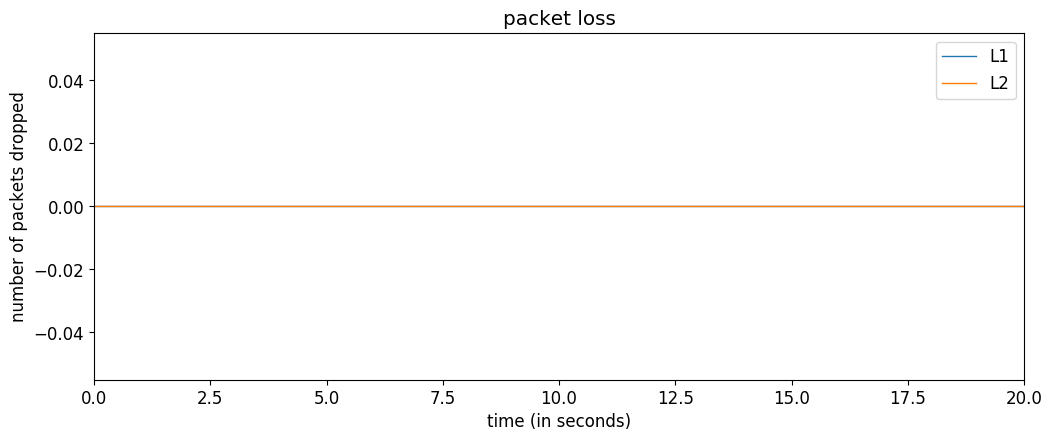 packet loss
L1
L2
number of packets dropped
0.04
0.02
0.00
−0.02
−0.04
0.0 2.5 5.0 7.5 10.0 12.5 15.0 17.5 20.0
time (in seconds)